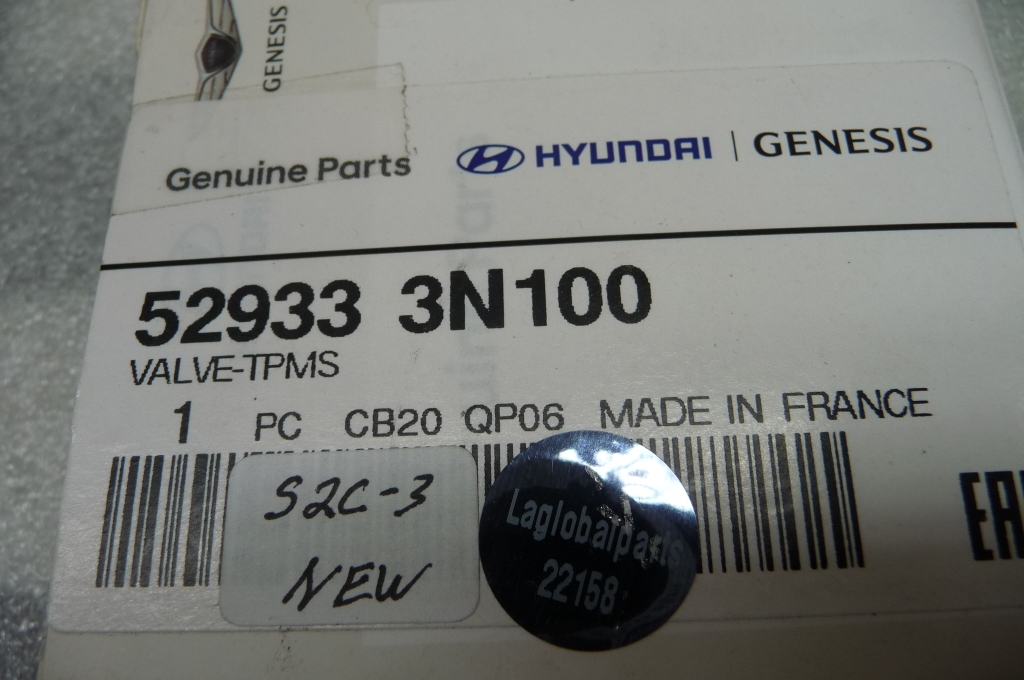 GENESIS
Genuine Parts HYUNDAI | GENESIS
52933 3N100
VALVE-TPMS
1 PC CB20 QP06 MADE IN FRANCE
S2C-3
NEW
Laglobalparts
22158